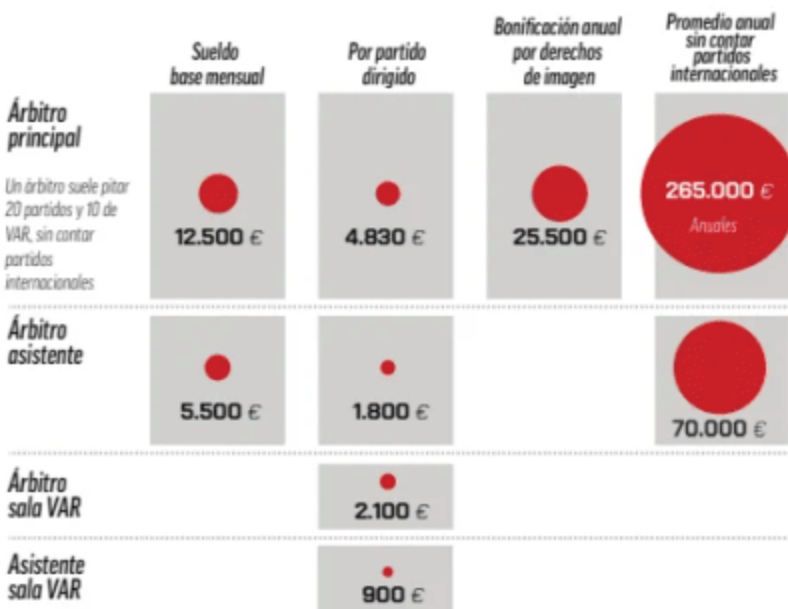 Sueldo
base mensual
Por partido
dirigido
Bonificación anual
por derechos
de imagen
Promedio anual
sin contar
partidos
internacionales
Árbitro
principal
Un árbitro suele pitar
20 partidos y 10 de
VAR, sin contar
partidos
internacionales
12.500 €
4.830 €
25.500 €
265.000 €
Anuales
Árbitro
asistente
5.500 €
1.800 €
70.000 €
Árbitro
sala VAR
2.100 €
Asistente
sala VAR
900 €